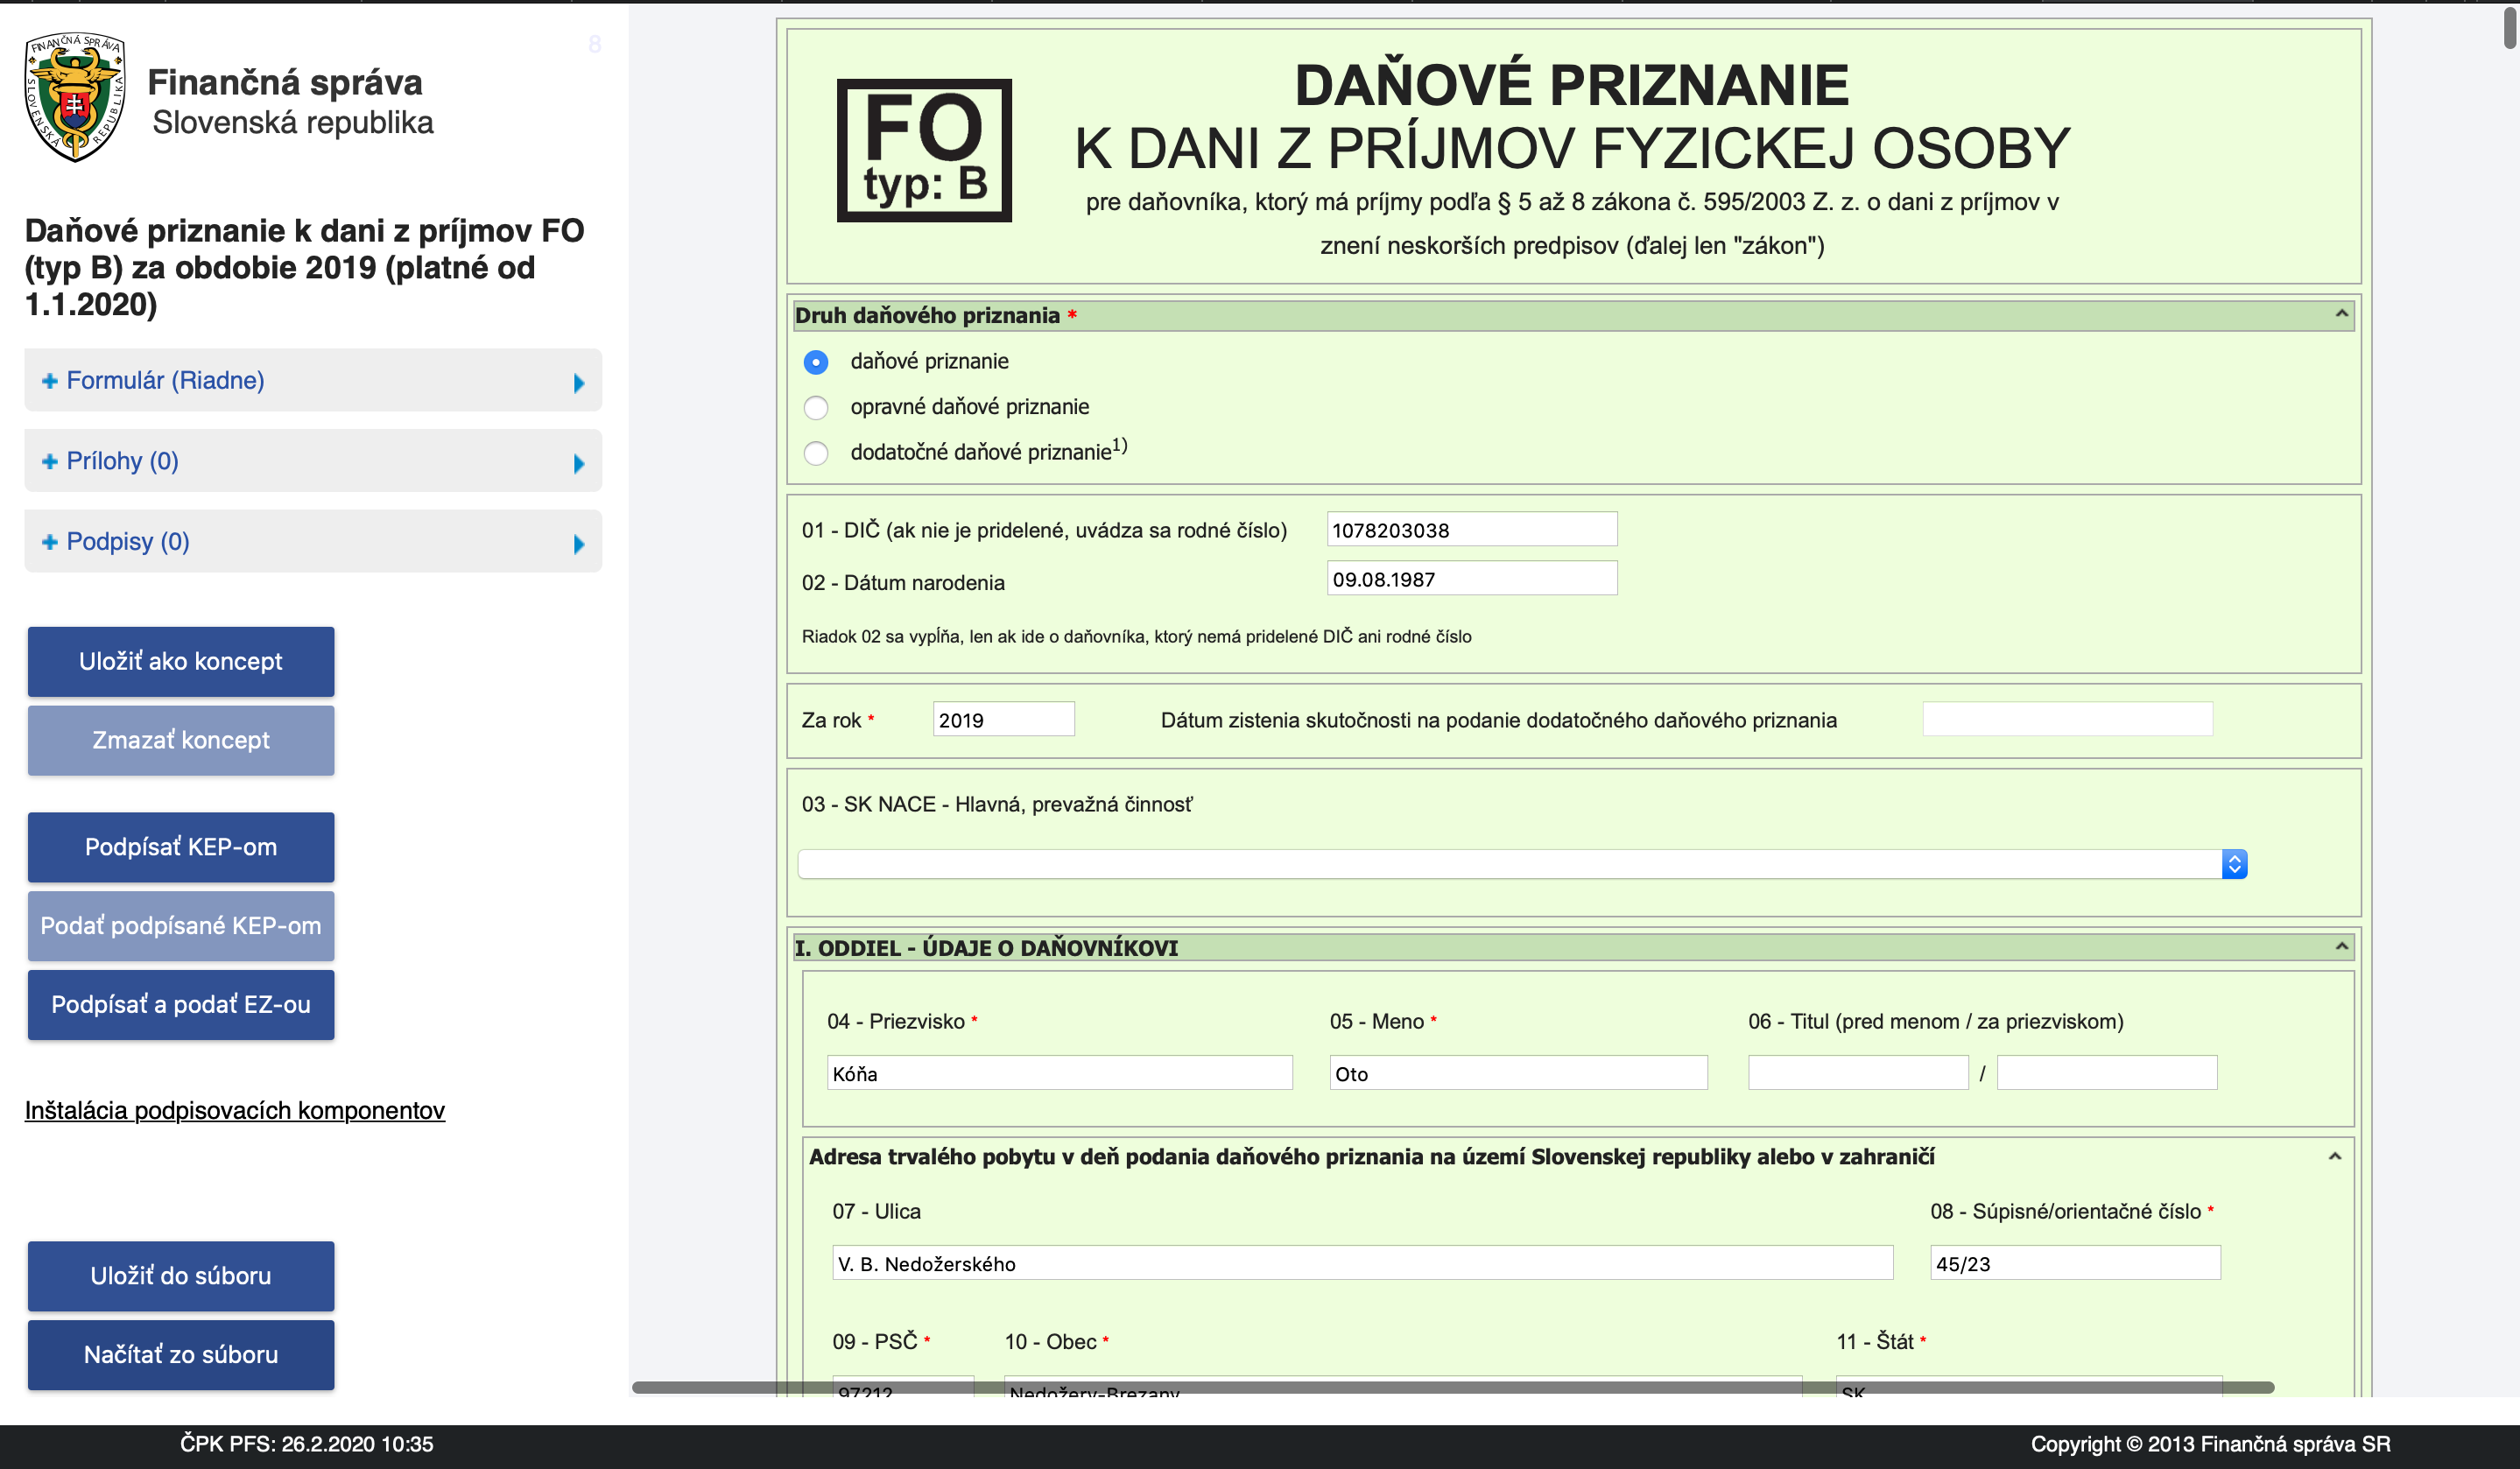 FINANČNÁ SPRÁVA
SLOVENSKÁ REPUBLIKA
Finančná správa
Slovenská republika
8
Daňové priznanie k dani z príjmov FO
(typ B) za obdobie 2019 (platné od
1.1.2020)
Formulár (Riadne)
Prílohy (0)
Podpisy (0)
Uložiť ako koncept
Zmazať koncept
Podpísať KEP-om
Podať podpísané KEP-om
Podpísať a podať EZ-ou
Inštalácia podpisovacích komponentov
Uložiť do súboru
Načítať zo súboru
FO
typ: B
DAŇOVÉ PRIZNANIE
K DANI Z PRÍJMOV FYZICKEJ OSOBY
pre daňovníka, ktorý má príjmy podľa § 5 až 8 zákona č. 595/2003 Z. z. o dani z príjmov v
znení neskorších predpisov (ďalej len "zákon")
Druh daňového priznania *
daňové priznanie
opravné daňové priznanie
dodatočné daňové priznanie1)
01 - DIČ (ak nie je pridelené, uvádza sa rodné číslo) 1078203038
02 - Dátum narodenia 09.08.1987
Riadok 02 sa vypĺňa, len ak ide o daňovníka, ktorý nemá pridelené DIČ ani rodné číslo
Za rok * 2019 Dátum zistenia skutočnosti na podanie dodatočného daňového priznania
03 - SK NACE - Hlavná, prevažná činnosť
I. ODDIEL - ÚDAJE O DAŇOVNÍKOVI
04 - Priezvisko * 05 - Meno * 06 - Titul (pred menom / za priezviskom)
Kóňa Oto /
Adresa trvalého pobytu v deň podania daňového priznania na území Slovenskej republiky alebo v zahraničí
07 - Ulica 08 - Súpisné/orientačné číslo *
V. B. Nedožerského 45/23
09 - PSČ * 10 - Obec * 11 - Štát *
97212 Nedožery-Brezany SK
ČPK PFS: 26.2.2020 10:35 Copyright © 2013 Finančná správa SR